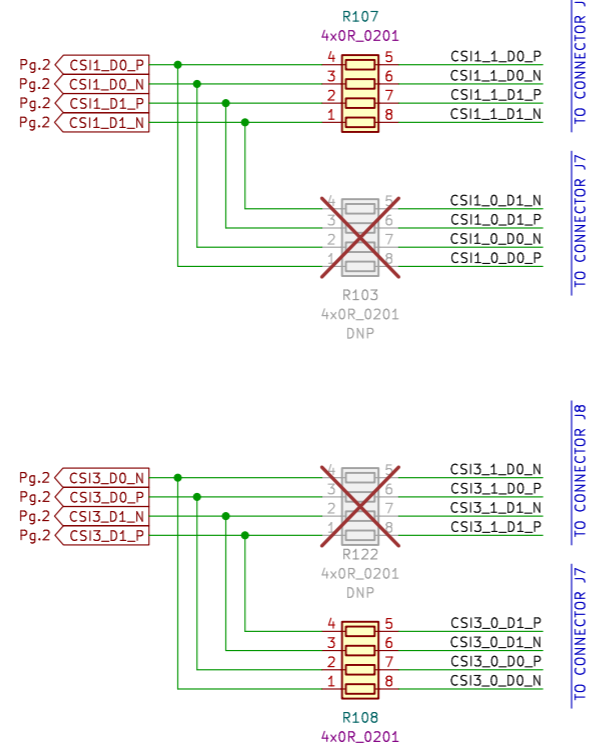 R107
4x0R_0201
Pg.2 CSI1_D0_P 4 5 CSI1_1_D0_P
Pg.2 CSI1_D0_N 3 6 CSI1_1_D0_N
Pg.2 CSI1_D1_P 2 7 CSI1_1_D1_P
Pg.2 CSI1_D1_N 1 8 CSI1_1_D1_N
TO CONNECTOR
4 5 CSI1_0_D1_N
3 6 CSI1_0_D1_P
2 7 CSI1_0_D0_N
1 8 CSI1_0_D0_P
TO CONNECTOR J7
R103
4x0R_0201
DNP
Pg.2 CSI3_D0_N 4 5 CSI3_1_D0_N
Pg.2 CSI3_D0_P 3 6 CSI3_1_D0_P
Pg.2 CSI3_D1_N 2 7 CSI3_1_D1_N
Pg.2 CSI3_D1_P 1 8 CSI3_1_D1_P
TO CONNECTOR J8
R122
4x0R_0201
DNP
4 5 CSI3_0_D1_P
3 6 CSI3_0_D1_N
2 7 CSI3_0_D0_P
1 8 CSI3_0_D0_N
TO CONNECTOR J7
R108
4x0R_0201